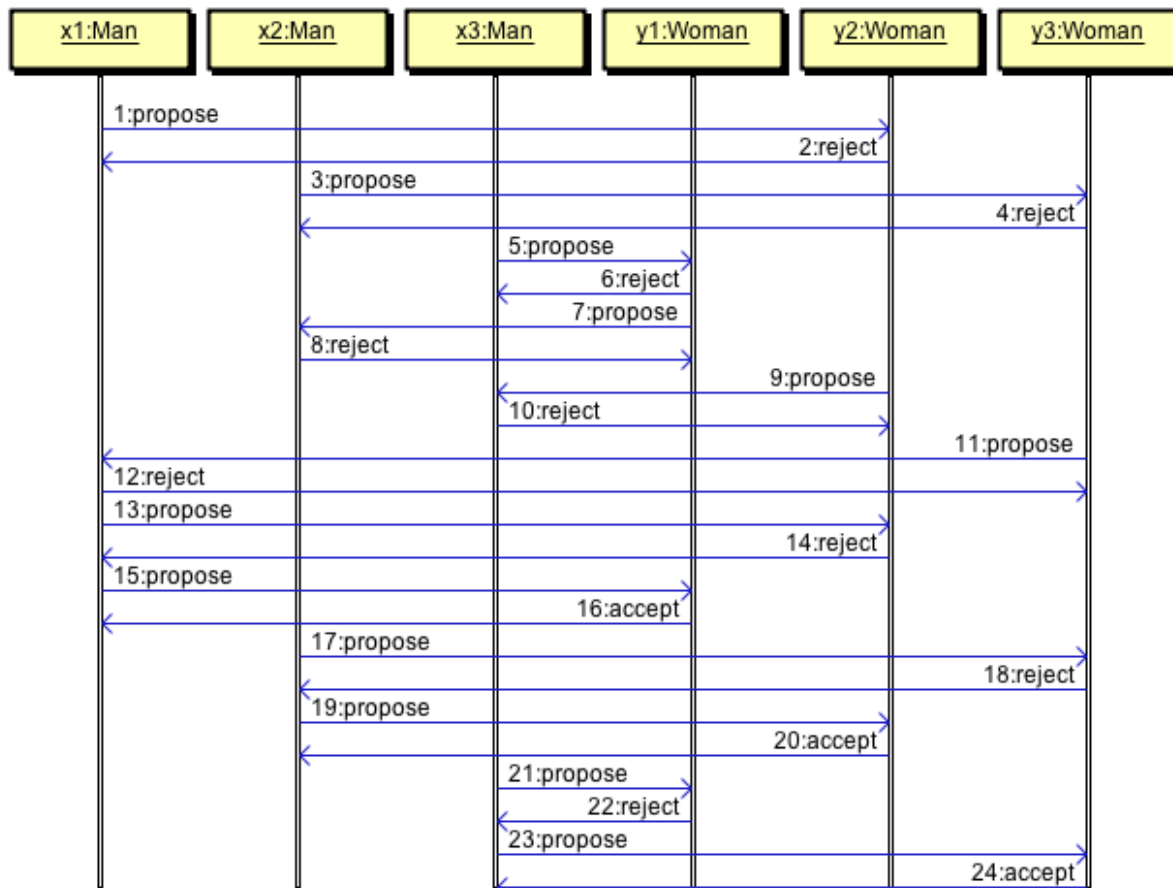 x1:Man x2:Man x3:Man y1:Woman y2:Woman y3:Woman
1:propose
2:reject
3:propose
4:reject
5:propose
6:reject
7:propose
8:reject
9:propose
10:reject
11:propose
12:reject
13:propose
14:reject
15:propose
16:accept
17:propose
18:reject
19:propose
20:accept
21:propose
22:reject
23:propose
24:accept